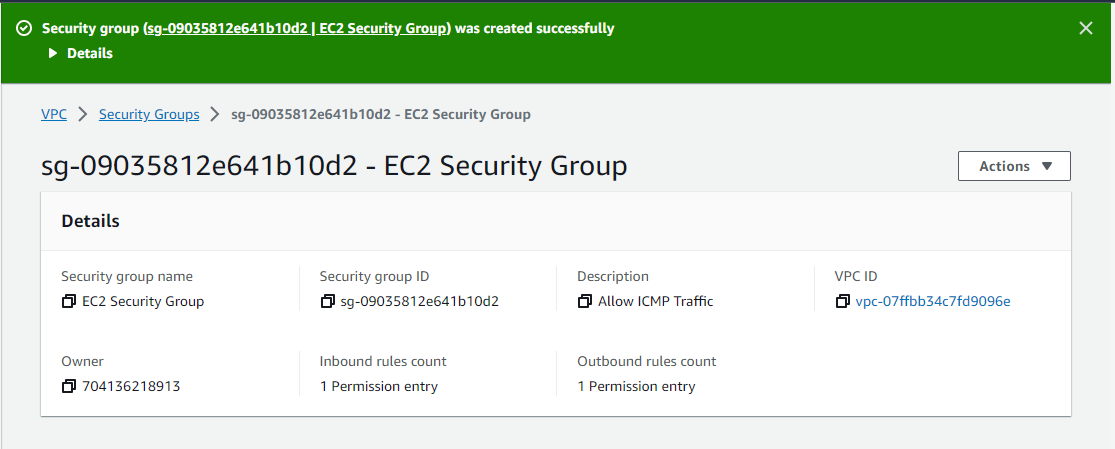 Security group (sg-09035812e641b10d2 | EC2 Security Group) was created successfully
Details
VPC Security Groups sg-09035812e641b10d2 - EC2 Security Group
sg-09035812e641b10d2 - EC2 Security Group
Actions
Details
Security group name Security group ID Description VPC ID
EC2 Security Group sg-09035812e641b10d2 Allow ICMP Traffic vpc-07ffbb34c7fd9096e
Owner Inbound rules count Outbound rules count
704136218913 1 Permission entry 1 Permission entry